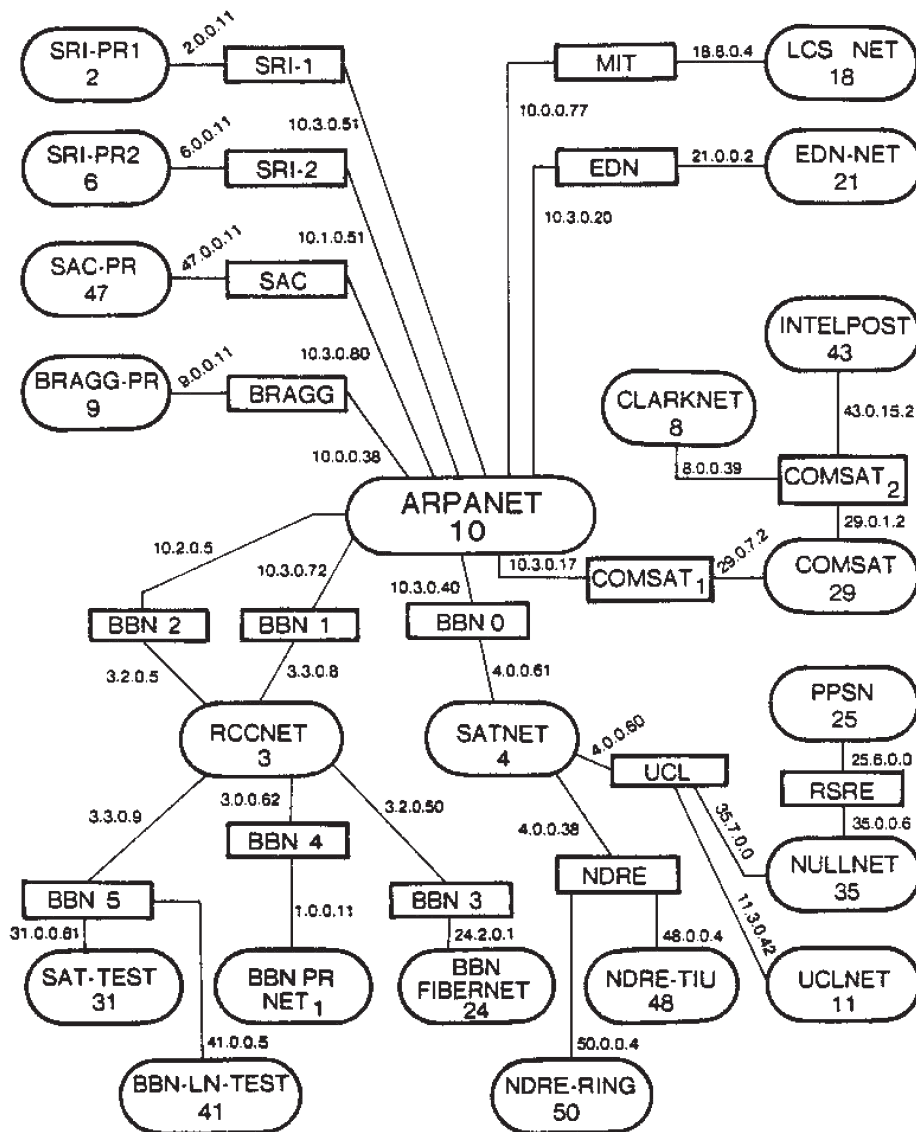 SRI-PR1
2
2.0.0.11
SRI-1
10.3.0.51
MIT
18.8.0.4
LCS NET
18
10.0.0.77
SRI-PR2
6
6.0.0.11
SRI-2
10.1.0.51
EDN
21.0.0.2
EDN-NET
21
10.3.0.20
SAC-PR
47
47.0.0.11
SAC
10.3.0.80
INTELPOST
43
43.0.15.2
BRAGG-PR
9
9.0.0.11
BRAGG
10.0.0.38
CLARKNET
8
8.0.0.39
COMSAT 2
29.0.1.2
ARPANET
10
10.3.0.17
COMSAT 1
29.0.7.2
COMSAT
29
10.2.0.5
10.3.0.72
10.3.0.40
BBN 2
BBN 1
BBN 0
3.2.0.5
3.3.0.8
4.0.0.61
RCCNET
3
SATNET
4
4.0.0.60
UCL
PPSN
25
25.6.0.0
RSRE
35.0.0.6
35.7.0.0
NULLNET
35
3.3.0.9
3.0.0.62
3.2.0.50
4.0.0.38
11.3.0.42
BBN 5
BBN 4
BBN 3
NDRE
31.0.0.61
1.0.0.11
24.2.0.1
48.0.0.4
SAT-TEST
31
BBN PR
NET 1
BBN
FIBERNET
24
NDRE-TIU
48
UCLNET
11
41.0.0.5
50.0.0.4
BBN-LN-TEST
41
NDRE-RING
50